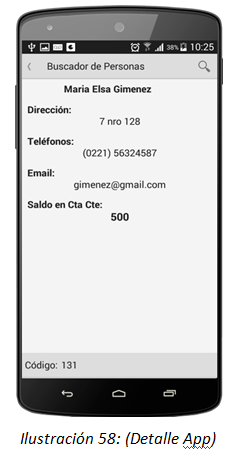 38% 10:25
Buscador de Personas
Maria Elsa Gimenez
Dirección:
7 nro 128
Teléfonos:
(0221) 56324587
Email:
gimenez@gmail.com
Saldo en Cta Cte:
500
Código: 131
Ilustración 58: (Detalle App)